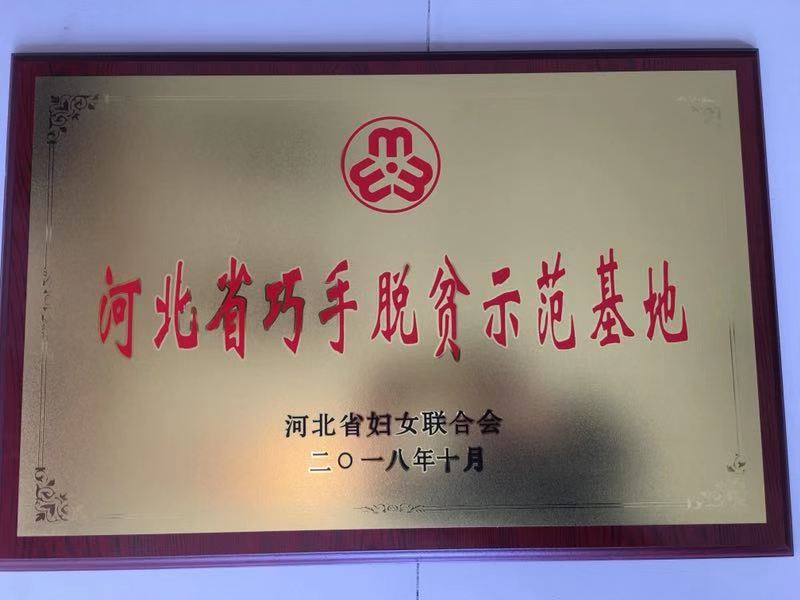 河北省巧手脱贫示范基地
河北省妇女联合会
二〇一八年十月